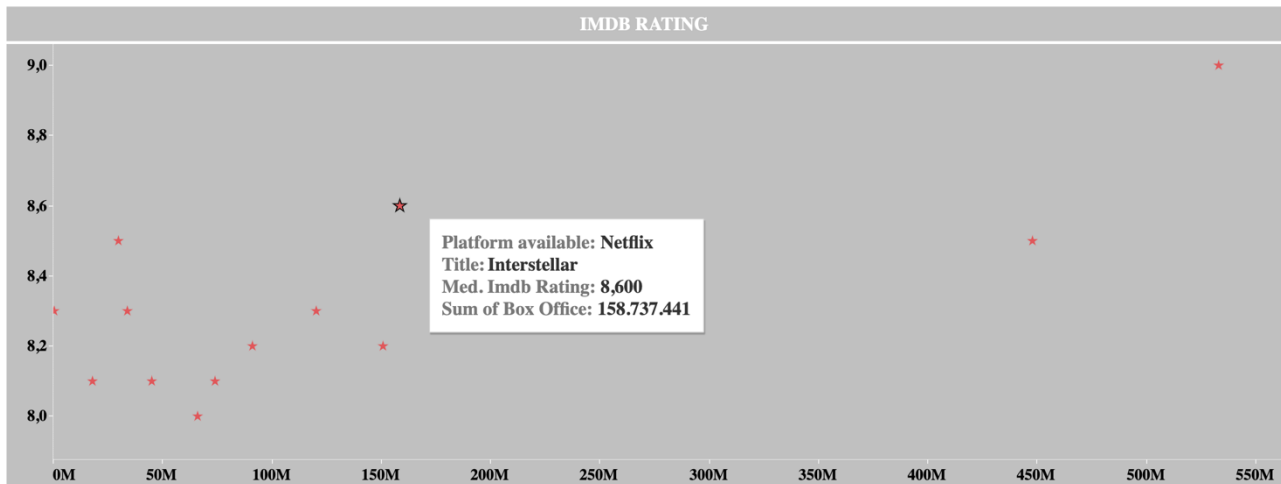 IMDB RATING
9,0
8,8
8,6
8,4
8,2
8,0
Platform available: Netflix
Title: Interstellar
Med. Imdb Rating: 8,600
Sum of Box Office: 158.737.441
0M 50M 100M 150M 200M 250M 300M 350M 400M 450M 500M 550M